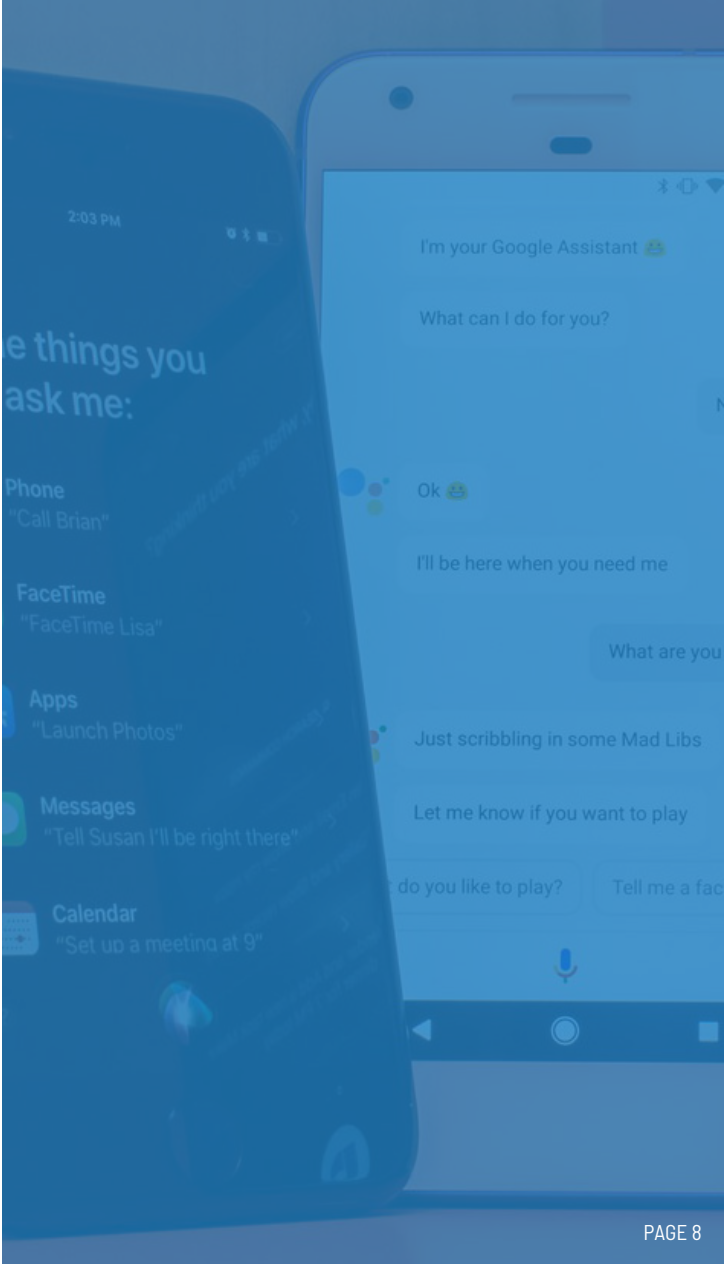 2:03 PM
e things you
ask me:
Phone
“Call Brian”
FaceTime
“FaceTime Lisa”
Apps
“Launch Photos”
Messages
“Tell Susan I’ll be right there”
Calendar
“Set up a meeting at 9”
I'm your Google Assistant 😀
What can I do for you?
N
Ok 😀
I'll be here when you need me
What are you
Just scribbling in some Mad Libs
Let me know if you want to play
do you like to play?
Tell me a fac
PAGE 8